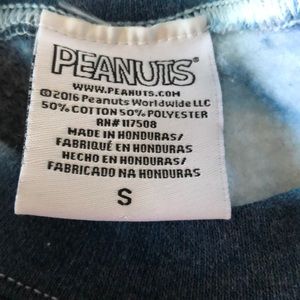 PEANUTS®
WWW.PEANUTS.COM
©2016 Peanuts Worldwide LLC
50% COTTON 50% POLYESTER
RN# 117508
MADE IN HONDURAS/
FABRIQUÉ EN HONDURAS/
HECHO EN HONDURAS/
FABRICADO NA HONDURAS
S